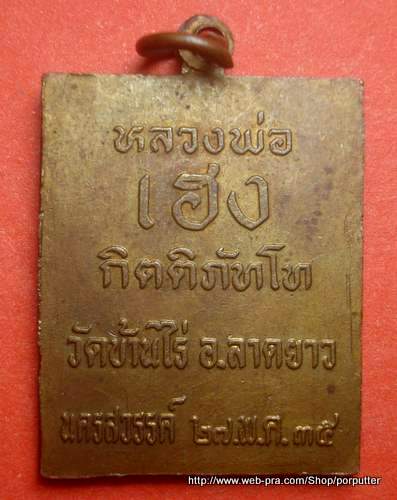 หลวงพ่อ
เฮง
กิตติภัทโท
วัดบ้านไร่ อ.ลาดยาว
นครสวรรค์ ๒๗.พ.ค.๓๕
http://www.web-pra.com/Shop/porputter